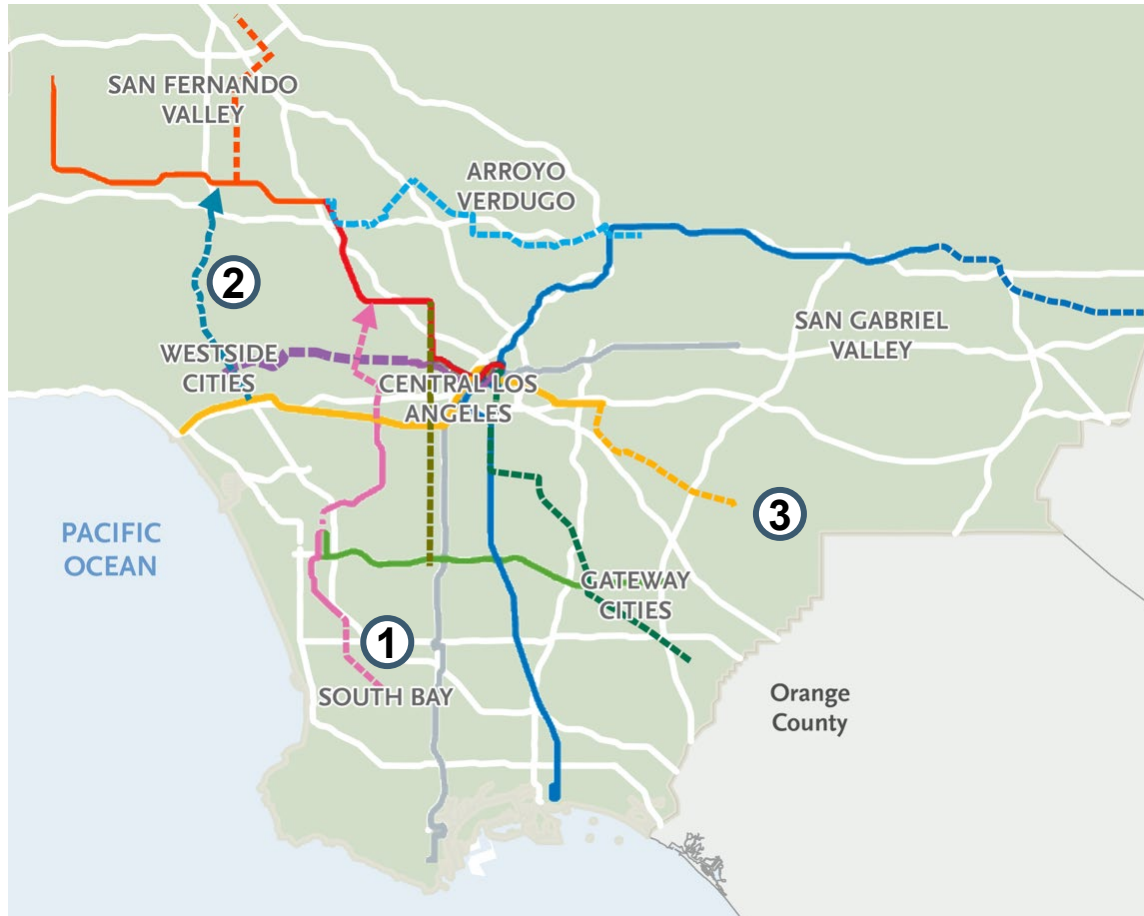 SAN FERNANDO
VALLEY
ARROYO
VERDUGO
2
WESTSIDE
CITIES
SAN GABRIEL
VALLEY
CENTRAL LOS
ANGELES
3
PACIFIC
OCEAN
GATEWAY
CITIES
1
SOUTH BAY
Orange
County